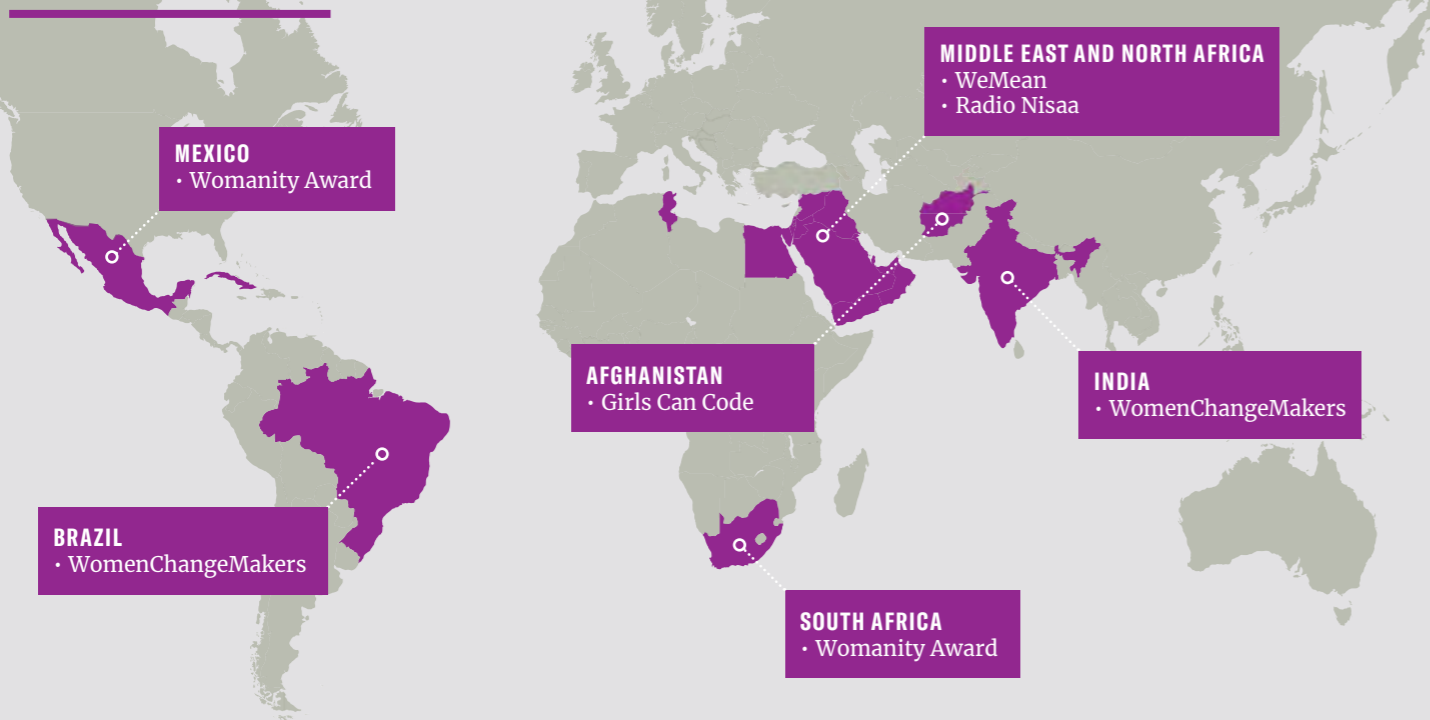 MIDDLE EAST AND NORTH AFRICA
• WeMean
• Radio Nisaa
MEXICO
• Womanity Award
AFGHANISTAN
• Girls Can Code
INDIA
• WomenChangeMakers
BRAZIL
• WomenChangeMakers
SOUTH AFRICA
• Womanity Award